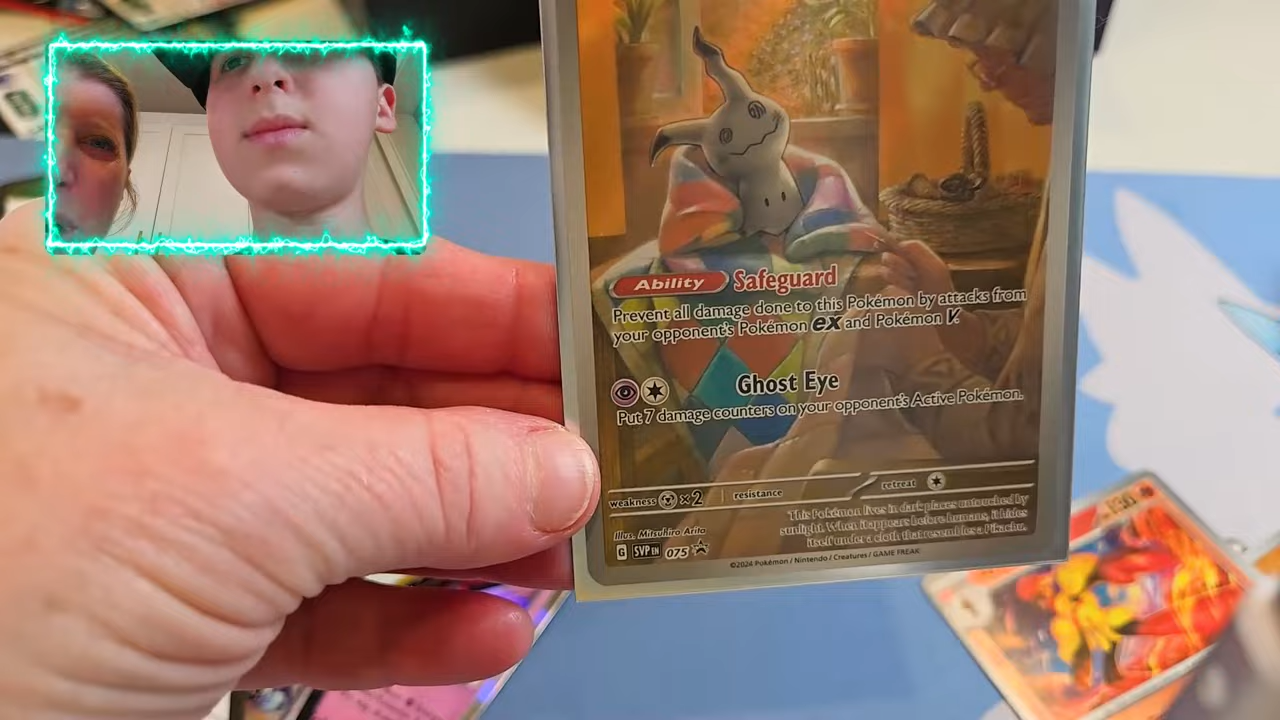 Ability Safeguard
Prevent all damage done to this Pokémon by attacks from
your opponent's Pokémon ex and Pokémon V.
Ghost Eye
Put 7 damage counters on your opponent's Active Pokémon.
weakness ×2 resistance retreat
This Pokémon lives in dark places untouched by
sunlight. When it appears before humans, it hides
itself under a cloth that resembles a Pikachu.
Illus. Mitsuhiro Arita
G SVP EN 075
©2024 Pokémon / Nintendo / Creatures / GAME FREAK